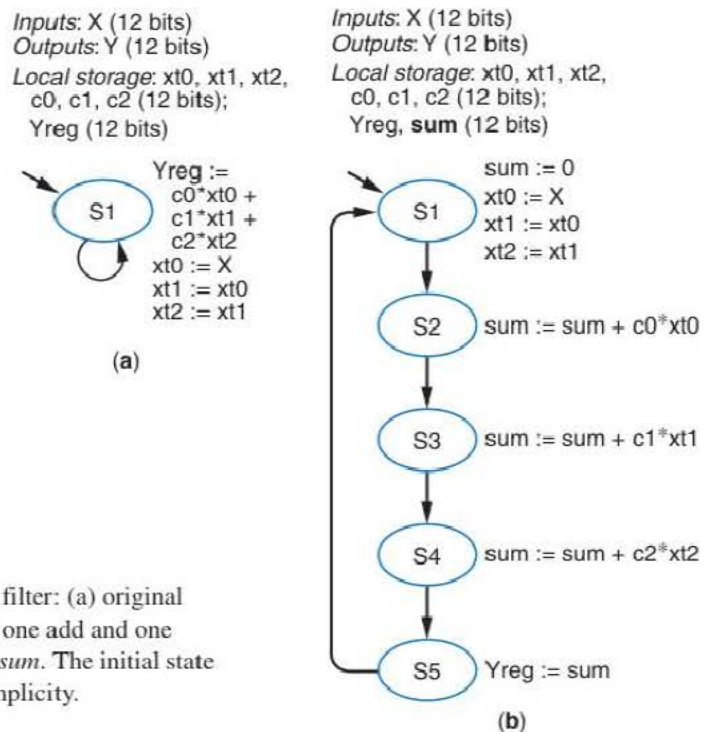 Inputs: X (12 bits)
Outputs: Y (12 bits)
Local storage: xt0, xt1, xt2,
c0, c1, c2 (12 bits);
Yreg (12 bits)
S1
Yreg :=
c0*xt0 +
c1*xt1 +
c2*xt2
xt0 := X
xt1 := xt0
xt2 := xt1
(a)
filter: (a) original
one add and one
sum. The initial state
nplicity.
Inputs: X (12 bits)
Outputs: Y (12 bits)
Local storage: xt0, xt1, xt2,
c0, c1, c2 (12 bits);
Yreg, sum (12 bits)
S1
sum := 0
xt0 := X
xt1 := xt0
xt2 := xt1
S2
sum := sum + c0*xt0
S3
sum := sum + c1*xt1
S4
sum := sum + c2*xt2
S5
Yreg := sum
(b)